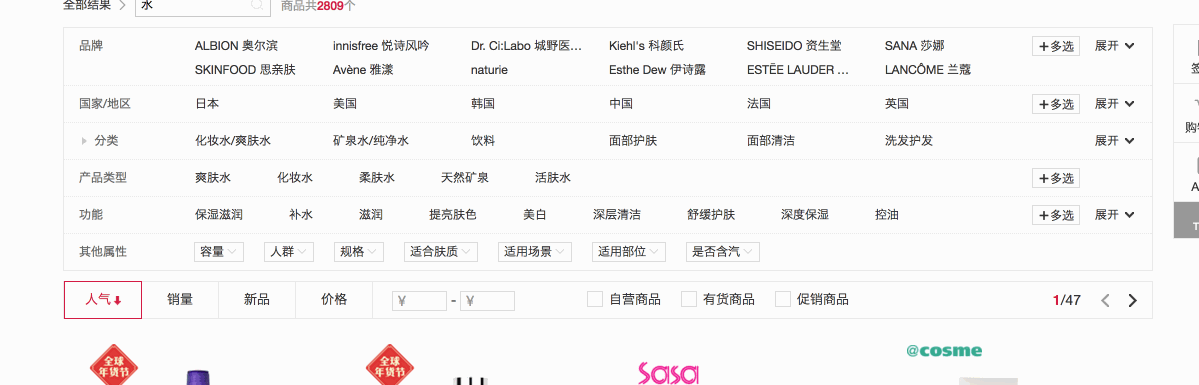 全部结果 > 水 商品共2809个
品牌 ALBION 奥尔滨 innisfree 悦诗风吟 Dr. Ci:Labo 城野医… Kiehl's 科颜氏 SHISEIDO 资生堂 SANA 莎娜 +多选 展开
SKINFOOD 思亲肤 Avène 雅漾 naturie Esthe Dew 伊诗露 ESTĒE LAUDER … LANCÔME 兰蔻
国家/地区 日本 美国 韩国 中国 法国 英国 +多选 展开
分类 化妆水/爽肤水 矿泉水/纯净水 饮料 面部护肤 面部清洁 洗发护发 展开
产品类型 爽肤水 化妆水 柔肤水 天然矿泉 活肤水 +多选
功能 保湿滋润 补水 滋润 提亮肤色 美白 深层清洁 舒缓护肤 深度保湿 控油 +多选 展开
其他属性 容量 人群 规格 适合肤质 适用场景 适用部位 是否含汽
人气 销量 新品 价格 ¥ - ¥ 自营商品 有货商品 促销商品 1/47
全球
年货节
全球
年货节
sasa
@cosme
购
A
T